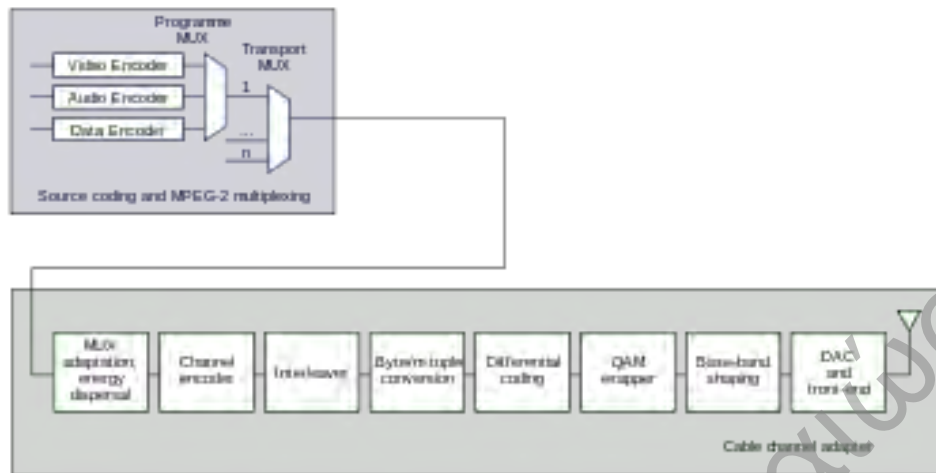 Programme
MUX
Transport
MUX
Video Encoder
Audio Encoder
Data Encoder
1
...
n
Source coding and MPEG-2 multiplexing
MUX
adaptation,
energy
dispersal
Channel
encoder
Interleaver
Byte/m-tuple
conversion
Differential
coding
QAM
mapper
Base-band
shaping
DAC
and
front-end
Cable channel adapter